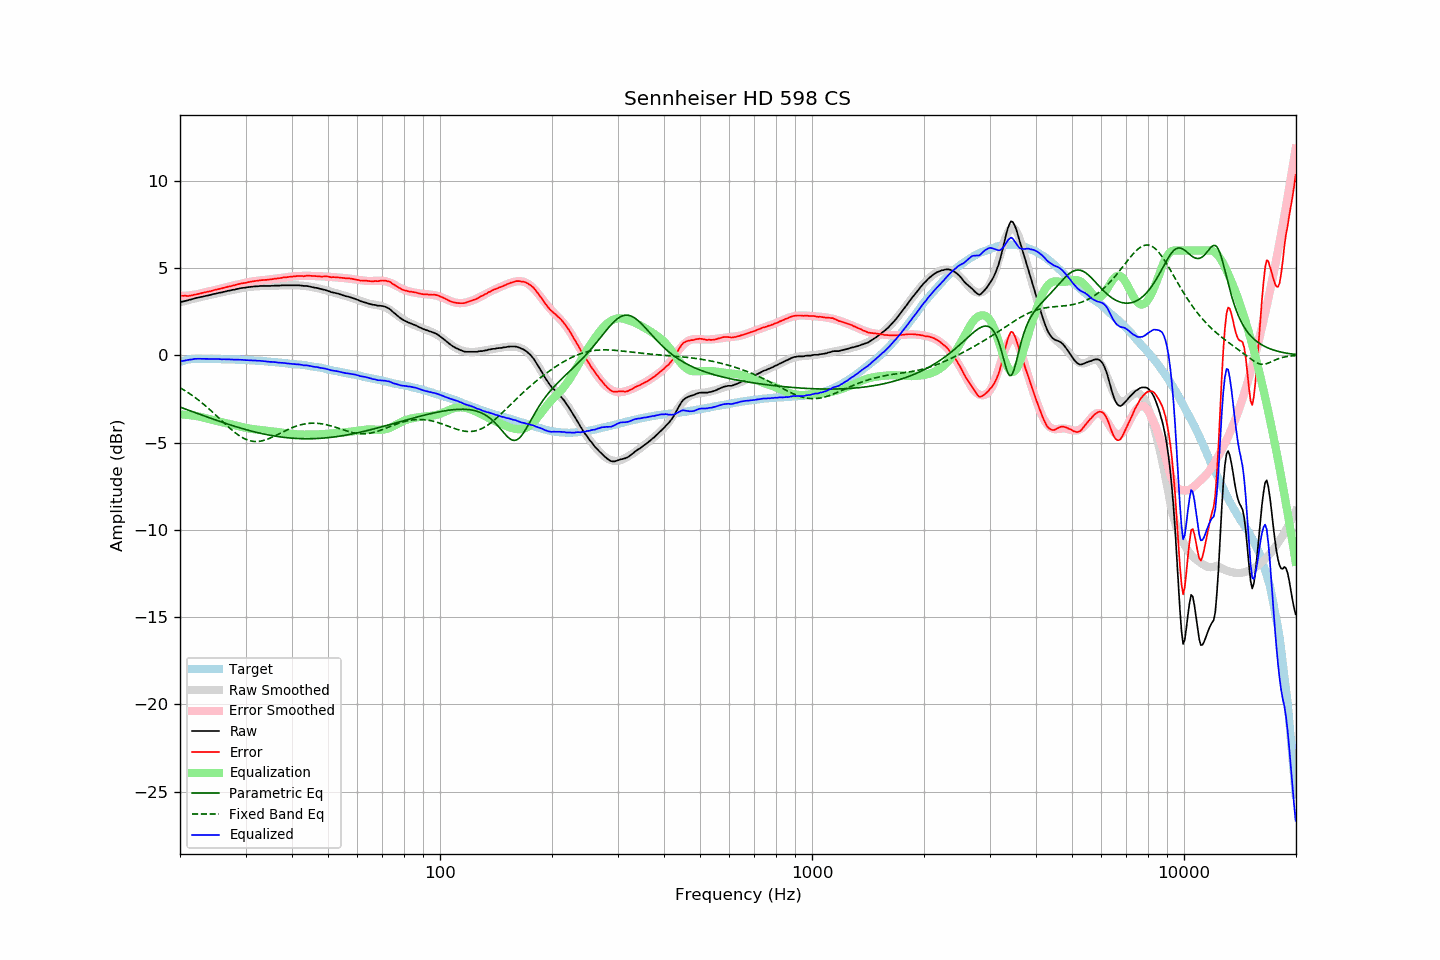 Sennheiser HD 598 CS
Amplitude (dBr)
10
5
0
−5
−10
−15
−20
−25
Target
Raw Smoothed
Error Smoothed
Raw
Error
Equalization
Parametric Eq
Fixed Band Eq
Equalized
100
1000
10000
Frequency (Hz)